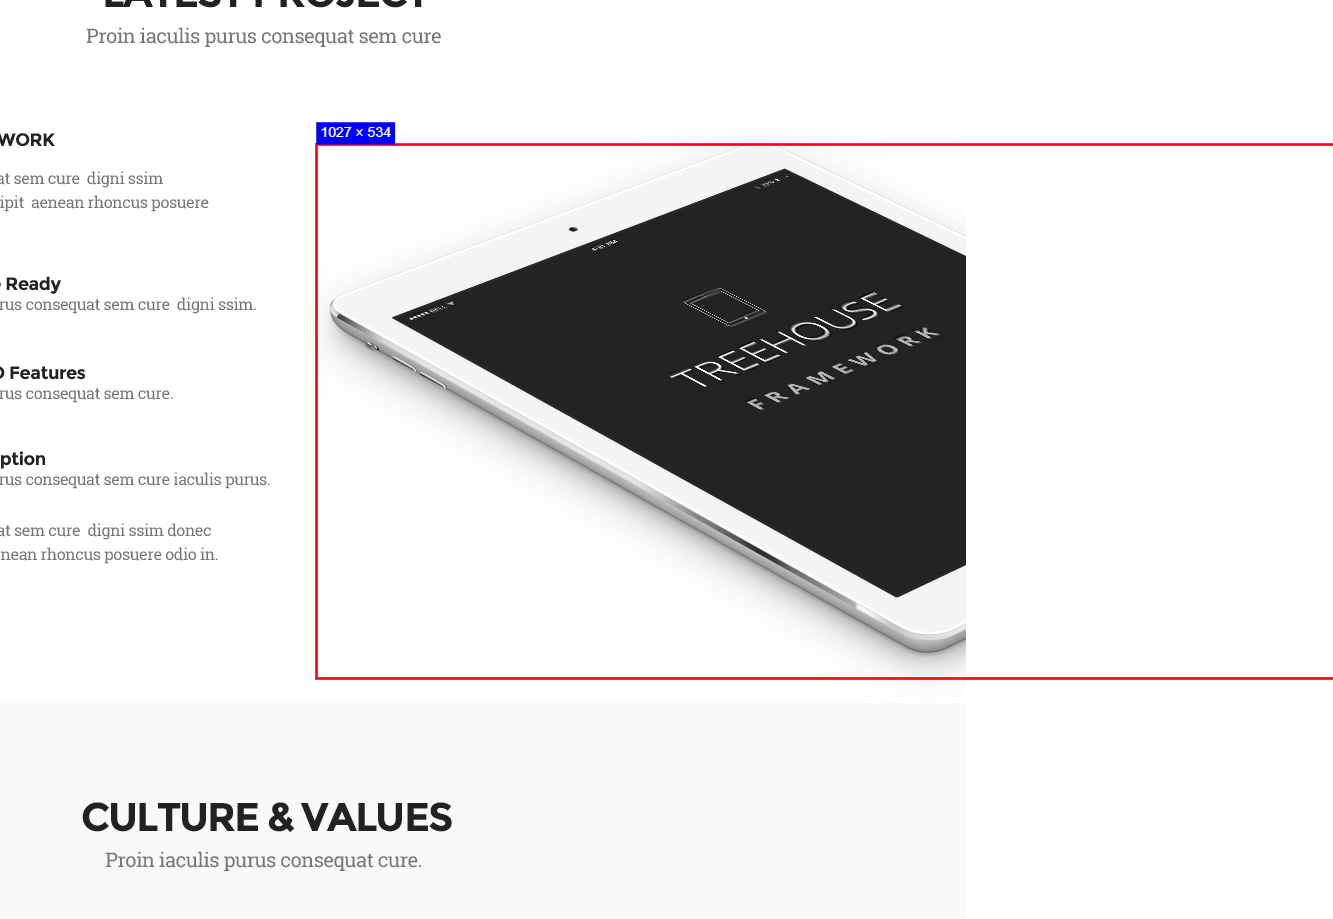 LATEST PROJECT
Proin iaculis purus consequat sem cure
1027 × 534
WORK
at sem cure digni ssim
ipit aenean rhoncus posuere
Ready
rus consequat sem cure digni ssim.
Features
rus consequat sem cure.
ption
rus consequat sem cure iaculis purus.
at sem cure digni ssim donec
nean rhoncus posuere odio in.
TREEHOUSE
FRAMEWORK
CULTURE & VALUES
Proin iaculis purus consequat cure.